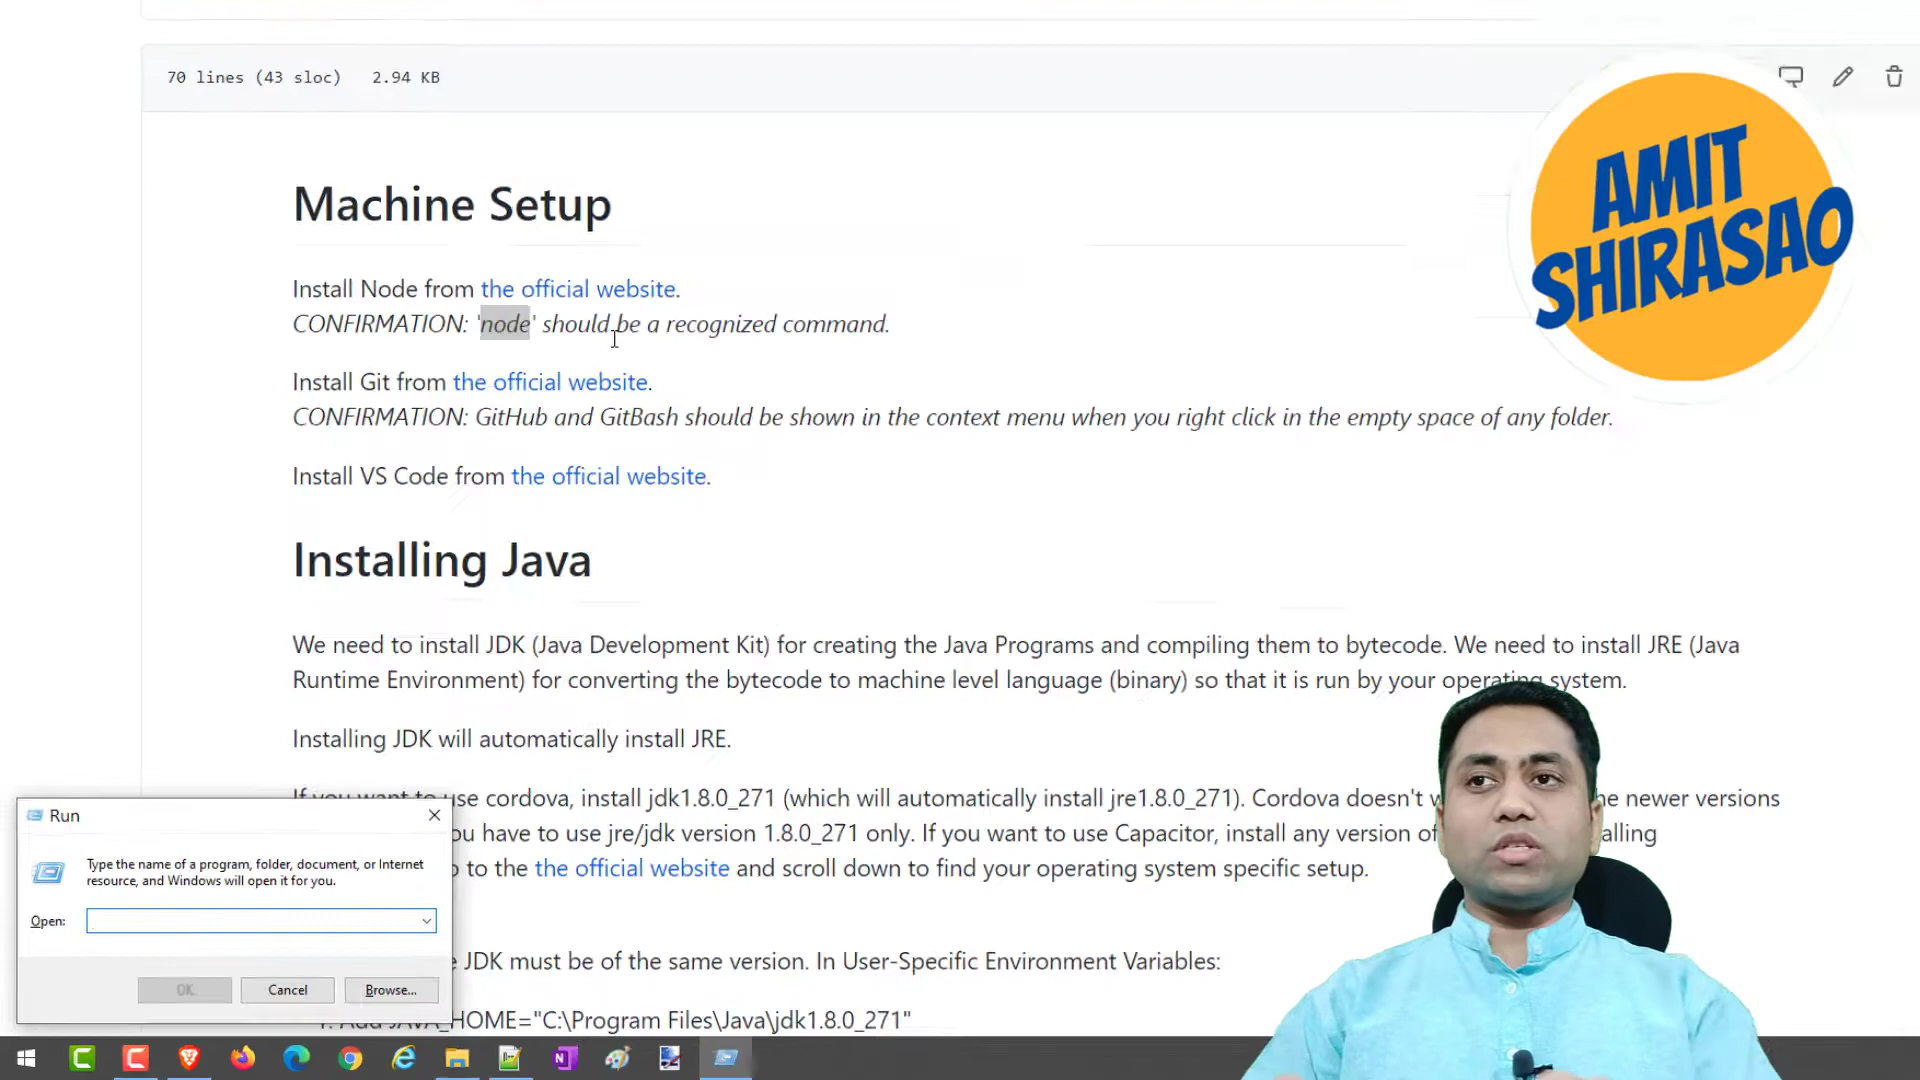 70 lines (43 sloc) 2.94 KB
AMIT
SHIRASAO
Machine Setup
Install Node from the official website.
CONFIRMATION: 'node' should be a recognized command.
Install Git from the official website.
CONFIRMATION: GitHub and GitBash should be shown in the context menu when you right click in the empty space of any folder.
Install VS Code from the official website.
Installing Java
We need to install JDK (Java Development Kit) for creating the Java Programs and compiling them to bytecode. We need to install JRE (Java
Runtime Environment) for converting the bytecode to machine level language (binary) so that it is run by your operating system.
Installing JDK will automatically install JRE.
If you want to use cordova, install jdk1.8.0_271 (which will automatically install jre1.8.0_271). Cordova doesn't newer versions
you have to use jre/jdk version 1.8.0_271 only. If you want to use Capacitor, install any version of
to the the official website and scroll down to find your operating system specific setup.
JDK must be of the same version. In User-Specific Environment Variables:
1. Add JAVA_HOME="C:\Program Files\Java\jdk1.8.0_271"
Run
Type the name of a program, folder, document, or Internet
resource, and Windows will open it for you.
Open:
OK Cancel Browse...